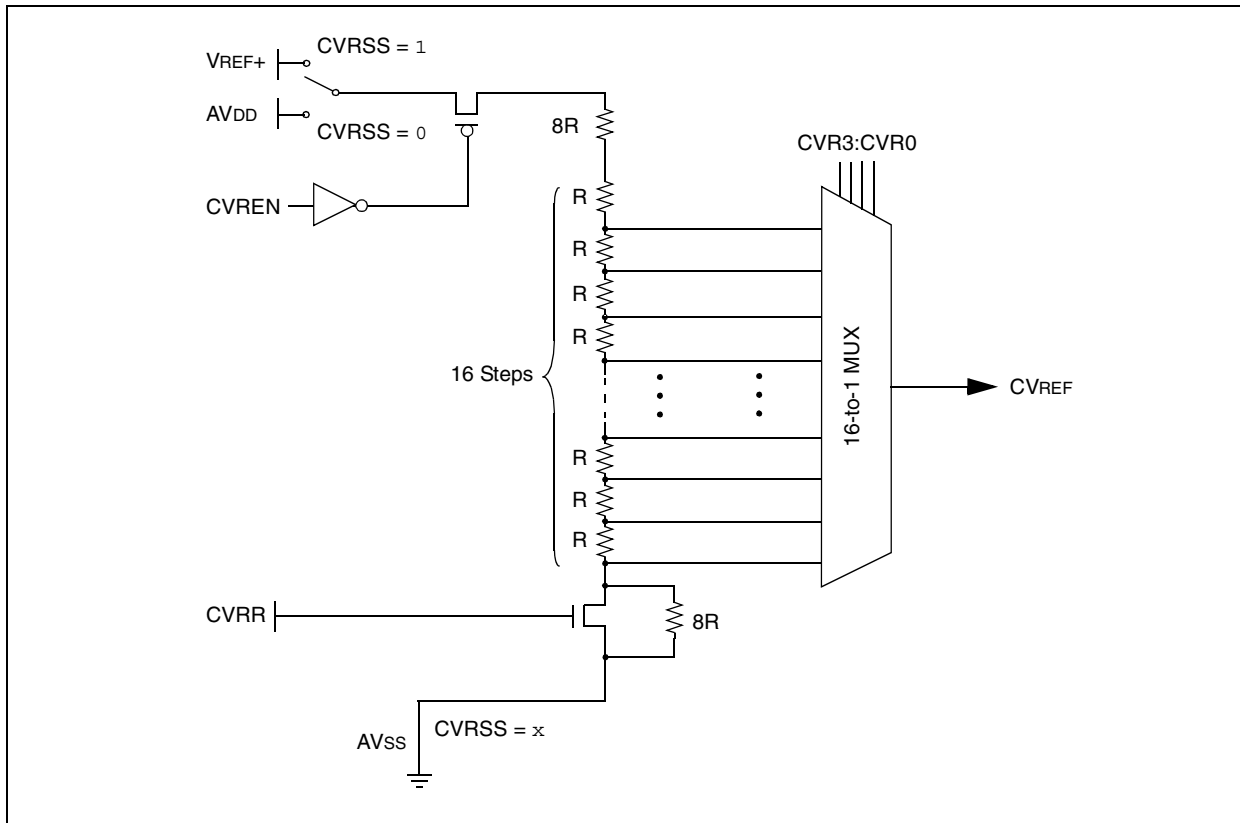 CVRSS = 1
VREF+
AVDD
CVRSS = 0
8R
CVR3:CVR0
CVREN
R
R
R
R
16 Steps
16-to-1 MUX
CVREF
R
R
R
CVRR
8R
CVRSS = x
AVSS